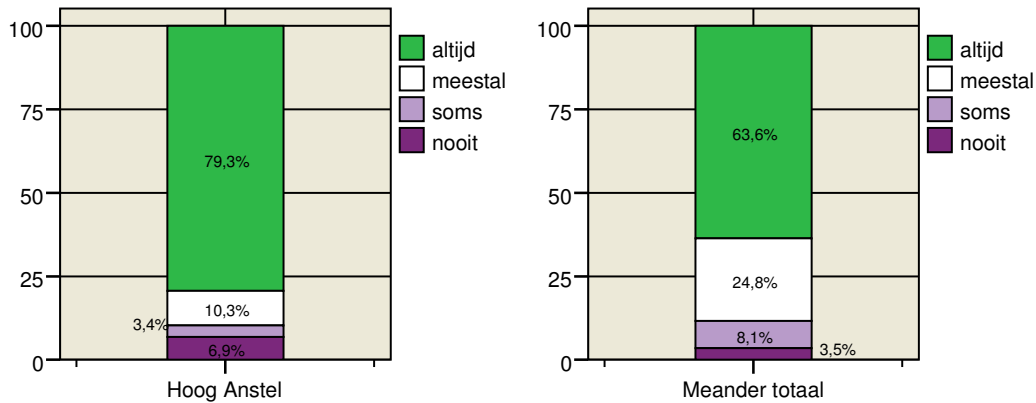 100
75
50
25
0
79,3%
10,3%
3,4%
6,9%
Hoog Anstel
altijd
meestal
soms
nooit
100
75
50
25
0
63,6%
24,8%
8,1%
3,5%
Meander totaal
altijd
meestal
soms
nooit